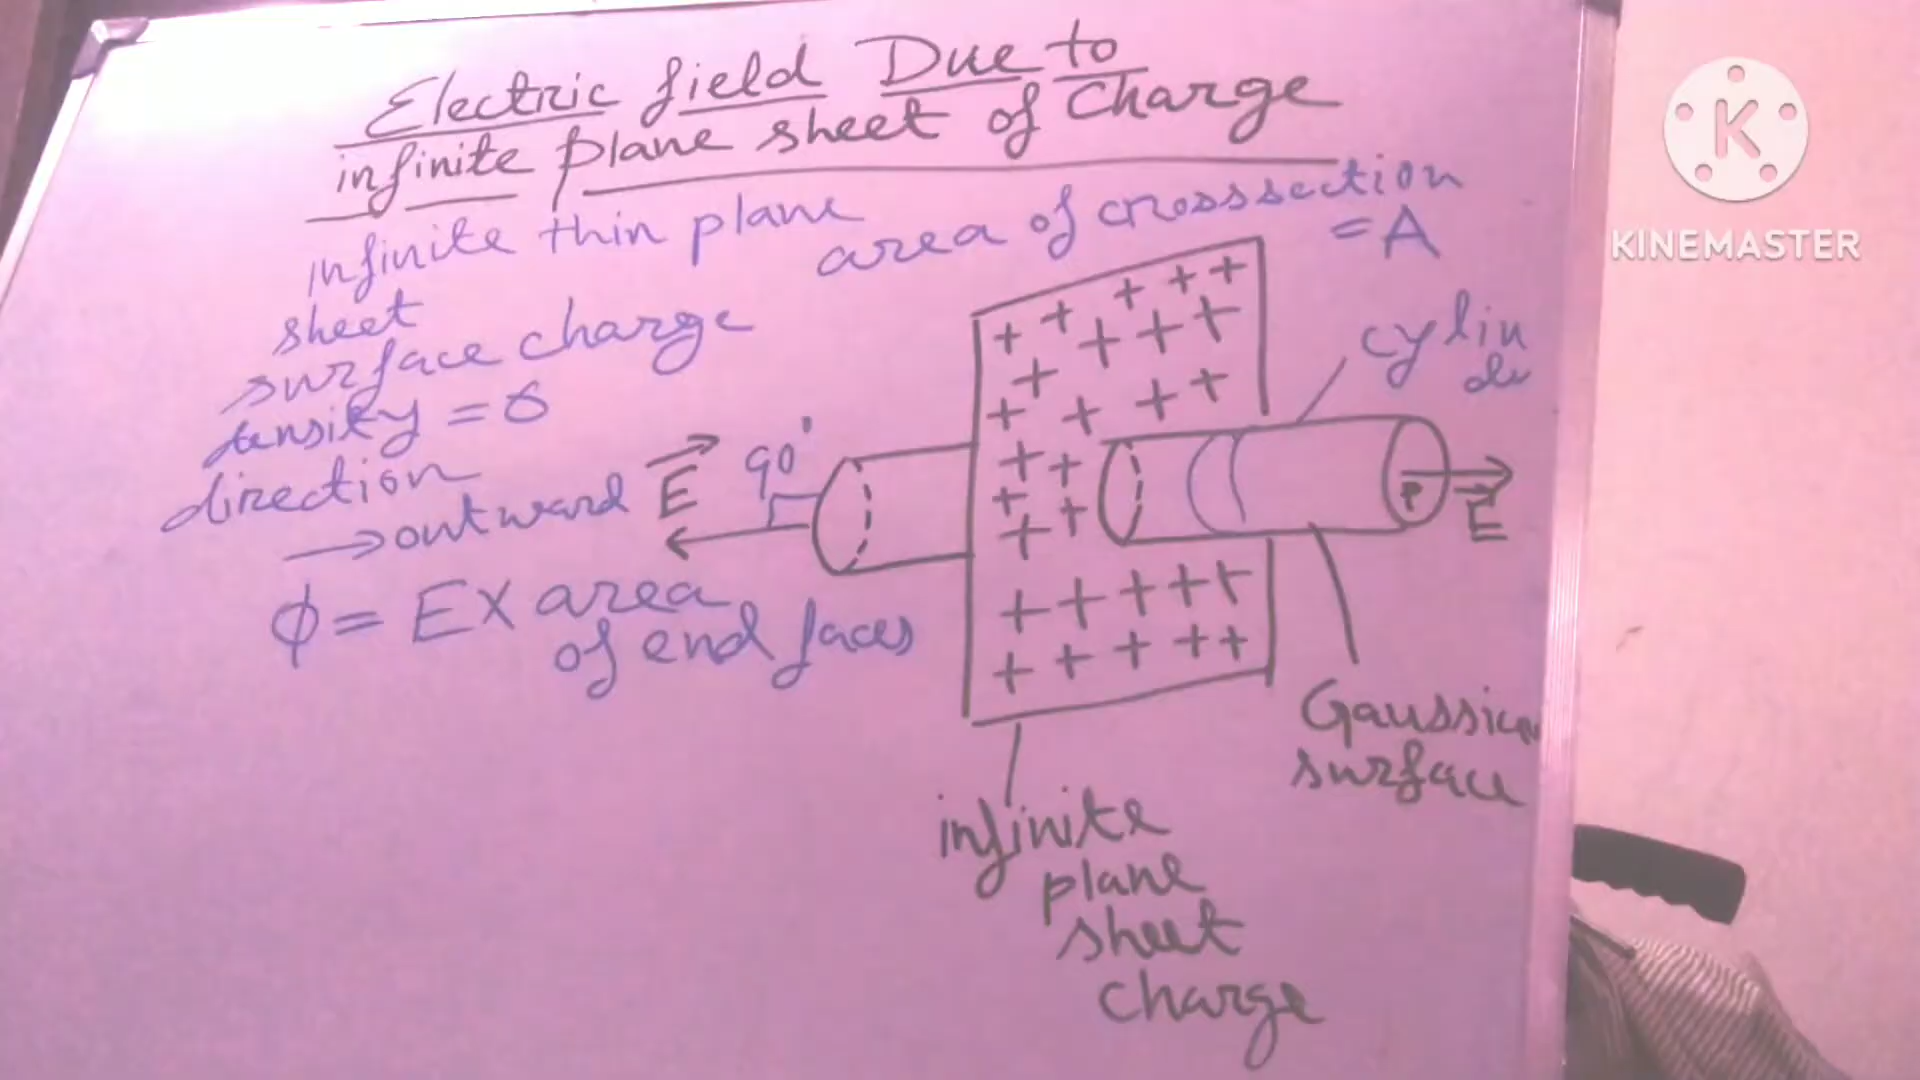 Electric field Due to
infinite plane sheet of Charge
infinite thin plane
sheet
surface charge
density = σ
direction
→ outward
φ = E X area
of end faces
area of crosssection
= A
cylin
de
90°
E
P
E
Gaussian
surface
infinite
plane
sheet
charge
K
KINEMASTER